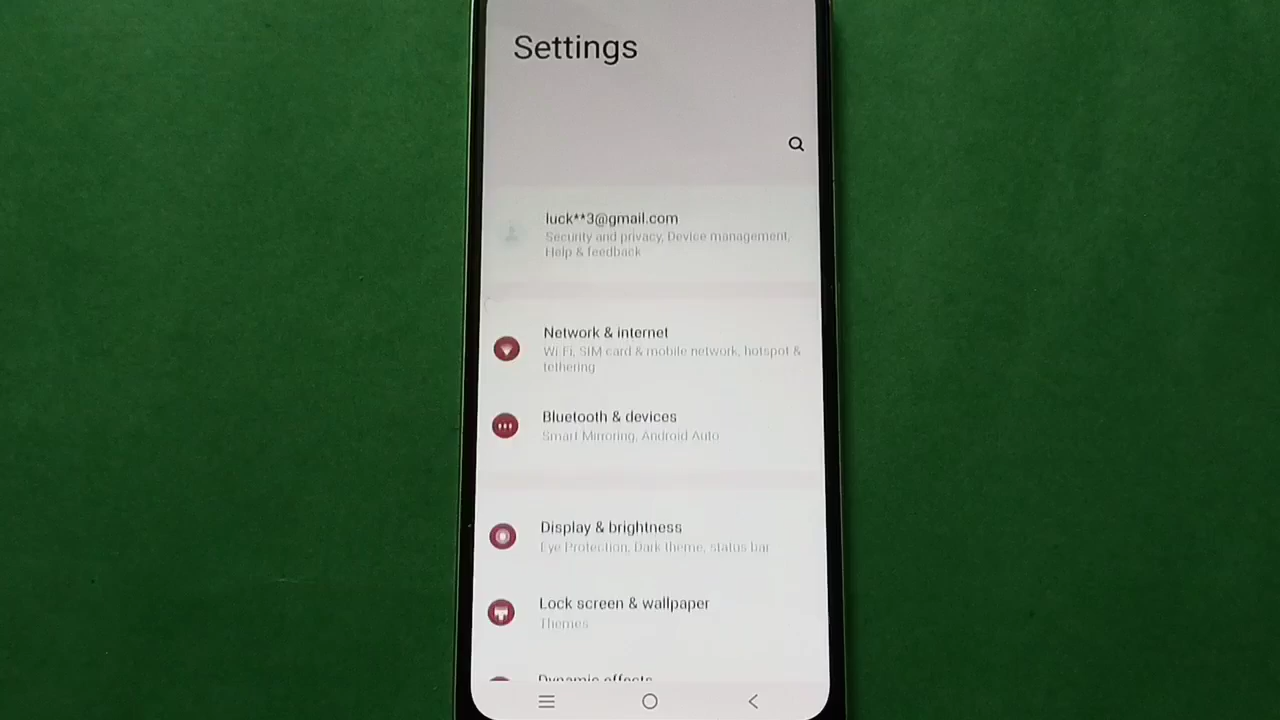 Settings
luck**3@gmail.com
Security and privacy, Device management,
Help & feedback
Network & internet
Wi-Fi, SIM card & mobile network, hotspot &
tethering
Bluetooth & devices
Smart Mirroring, Android Auto
Display & brightness
Eye Protection, Dark theme, status bar
Lock screen & wallpaper
Themes
Dynamic effects